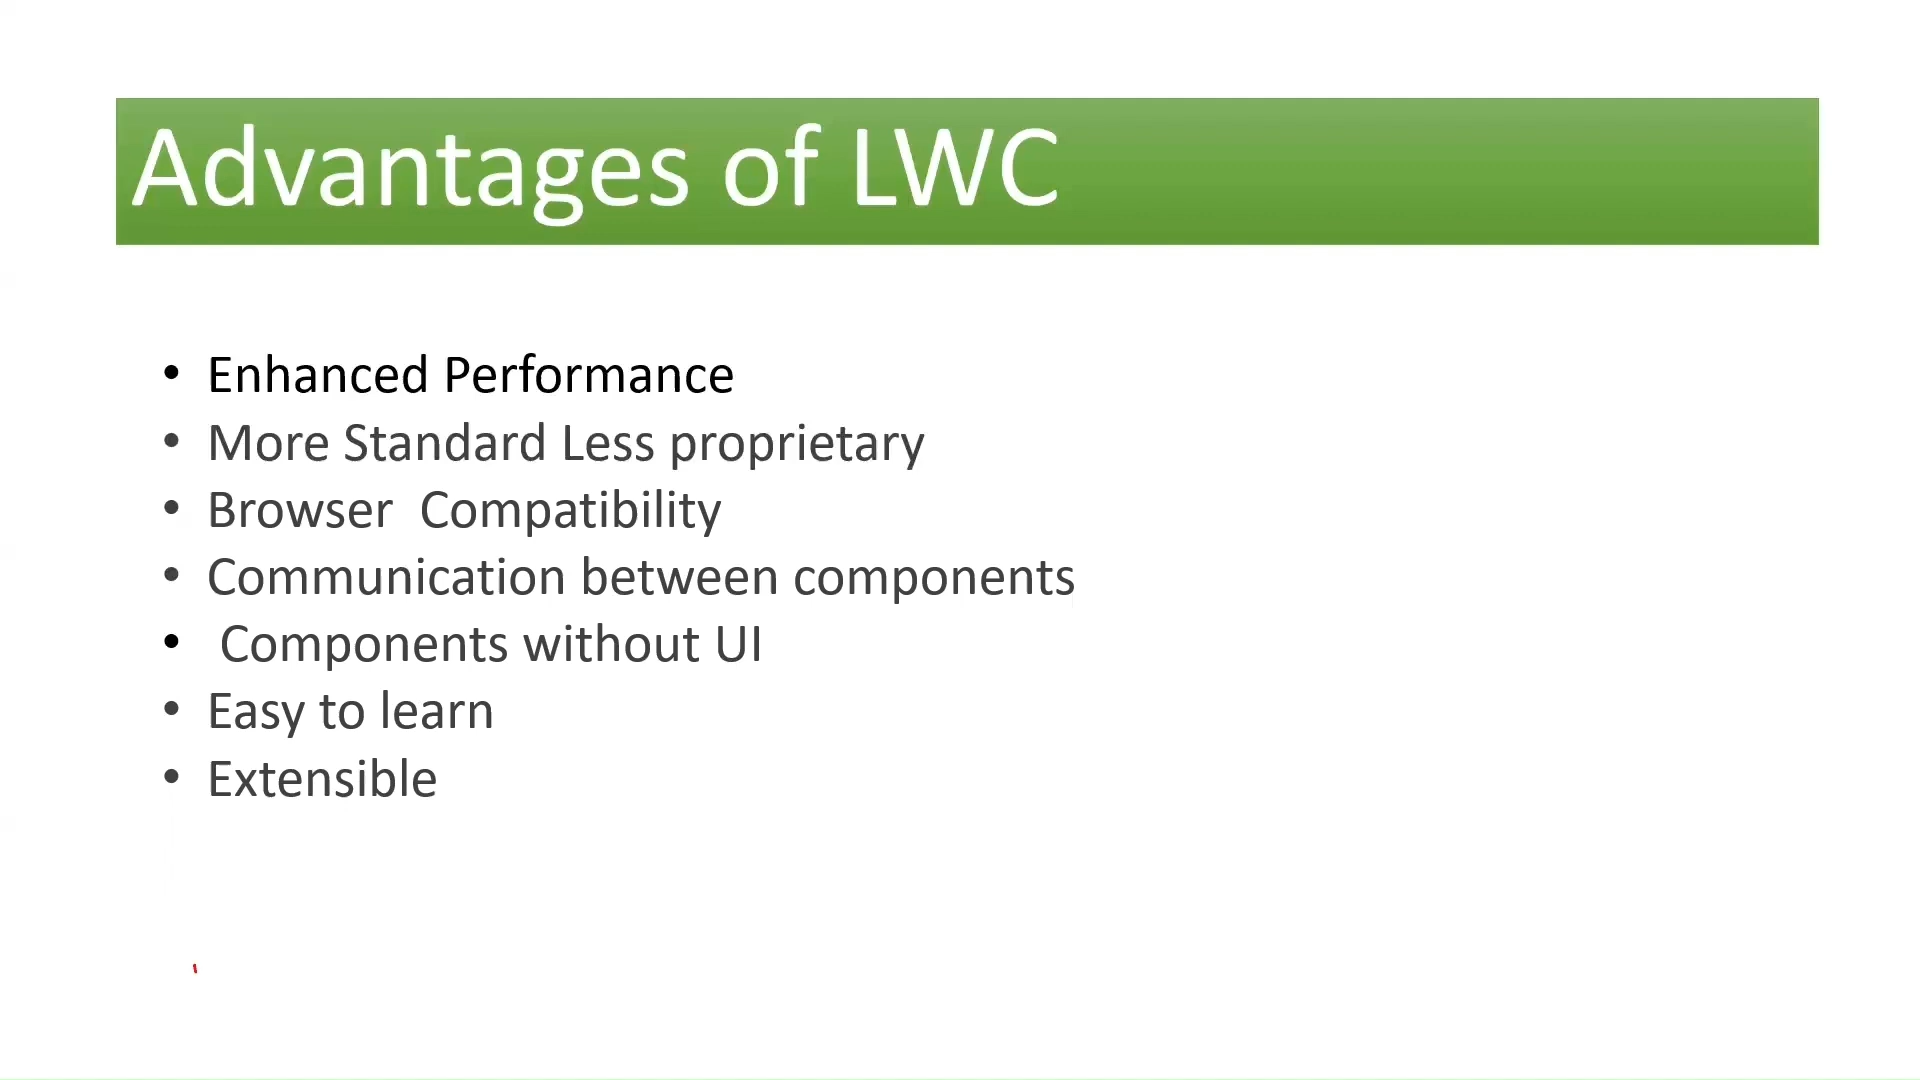 Advantages of LWC
• Enhanced Performance
• More Standard Less proprietary
• Browser  Compatibility
• Communication between components
•  Components without UI
• Easy to learn
• Extensible